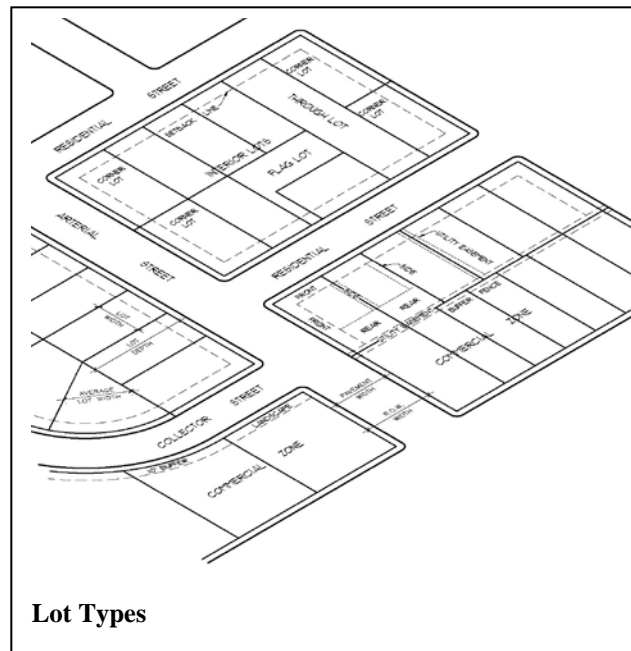 STREET
RESIDENTIAL
CORNER
LOT
THROUGH LOT
CORNER
LOT
SETBACK LINE
INTERIOR LOTS
FLAG LOT
CORNER
LOT
CORNER
LOT
ARTERIAL
STREET
STREET
RESIDENTIAL
UTILITY EASEMENT
SIDE
FRONT
SIDE
REAR
FRONT
REAR
UTILITY EASEMENT
BUFFER FENCE
COMMERCIAL ZONE
LOT
WIDTH
LOT
DEPTH
AVERAGE
LOT WIDTH
STREET
COLLECTOR
PAVEMENT
WIDTH
R.O.W.
WIDTH
LANDSCAPE
COMMERCIAL ZONE
Lot Types